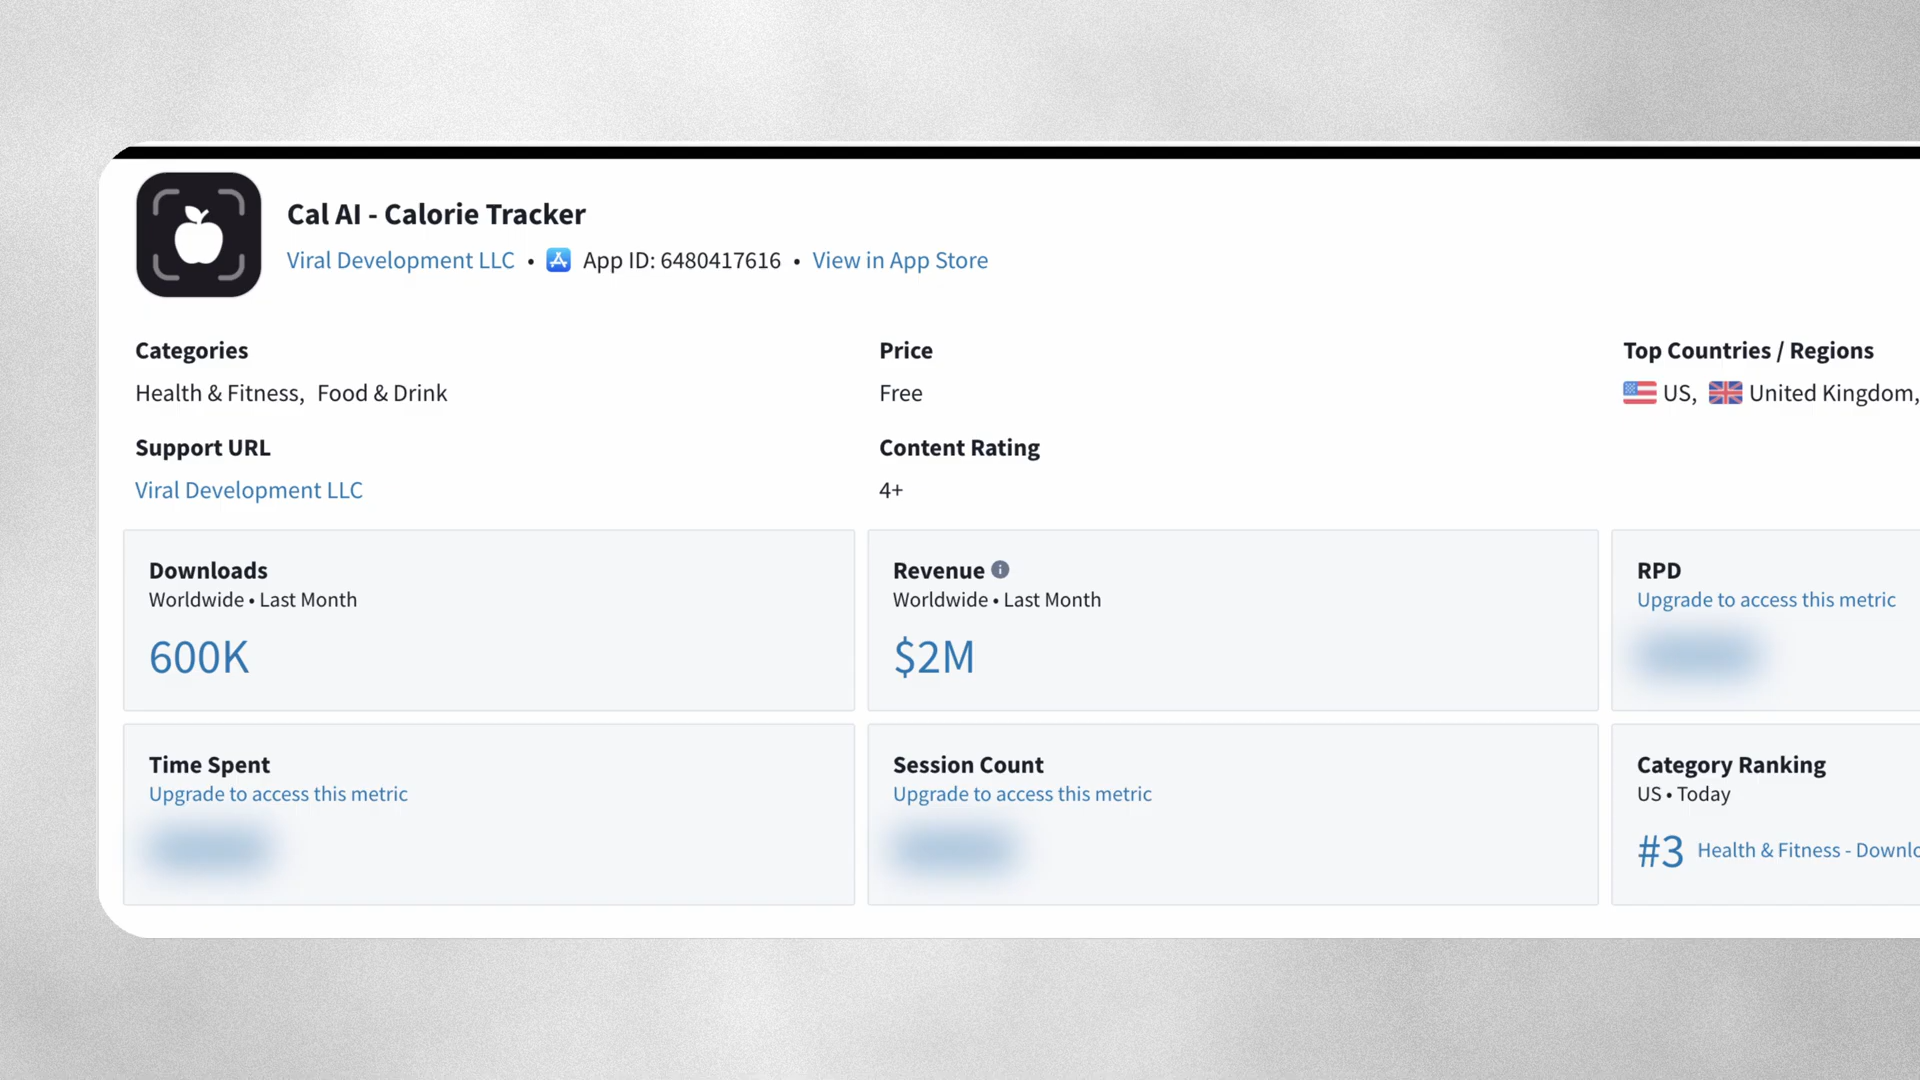 Cal AI - Calorie Tracker
Viral Development LLC • App ID: 6480417616 • View in App Store
Categories
Health & Fitness, Food & Drink
Price
Free
Top Countries / Regions
US, United Kingdom,
Support URL
Viral Development LLC
Content Rating
4+
Downloads
Worldwide • Last Month
600K
Revenue
Worldwide • Last Month
$2M
RPD
Upgrade to access this metric
Time Spent
Upgrade to access this metric
Session Count
Upgrade to access this metric
Category Ranking
US • Today
#3 Health & Fitness -